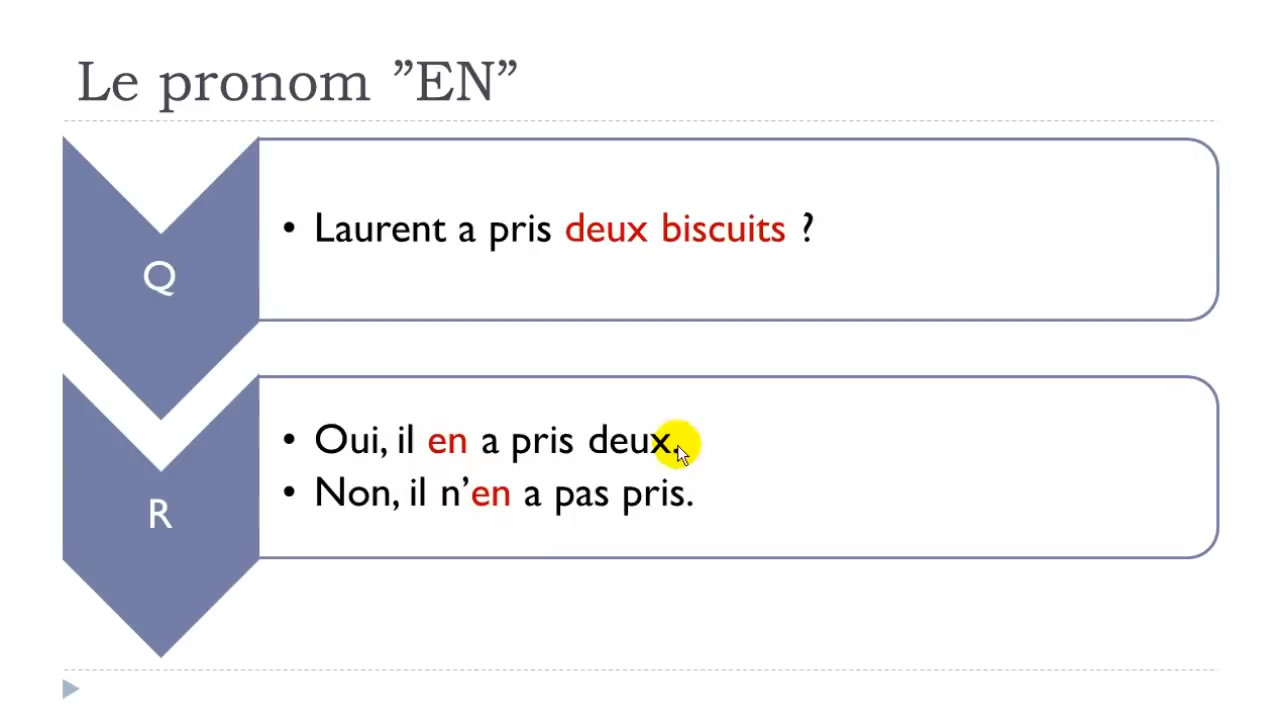 Le pronom ”EN”
Q
• Laurent a pris deux biscuits ?
R
• Oui, il en a pris deux.
• Non, il n’en a pas pris.